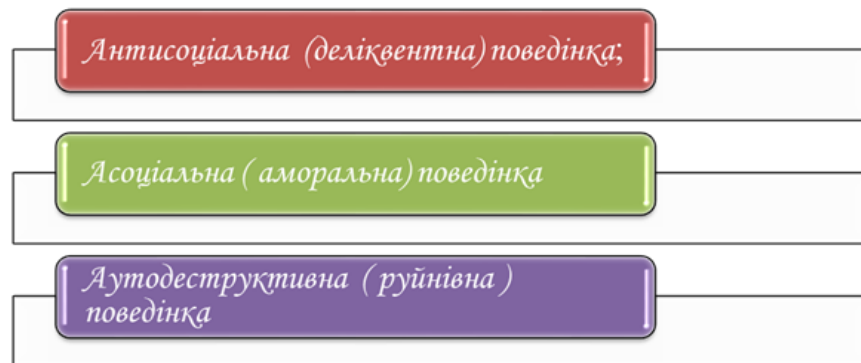 Антисоціальна (деліквентна) поведінка;
Асоціальна ( аморальна) поведінка
Аутодеструктивна ( руйнівна )
поведінка